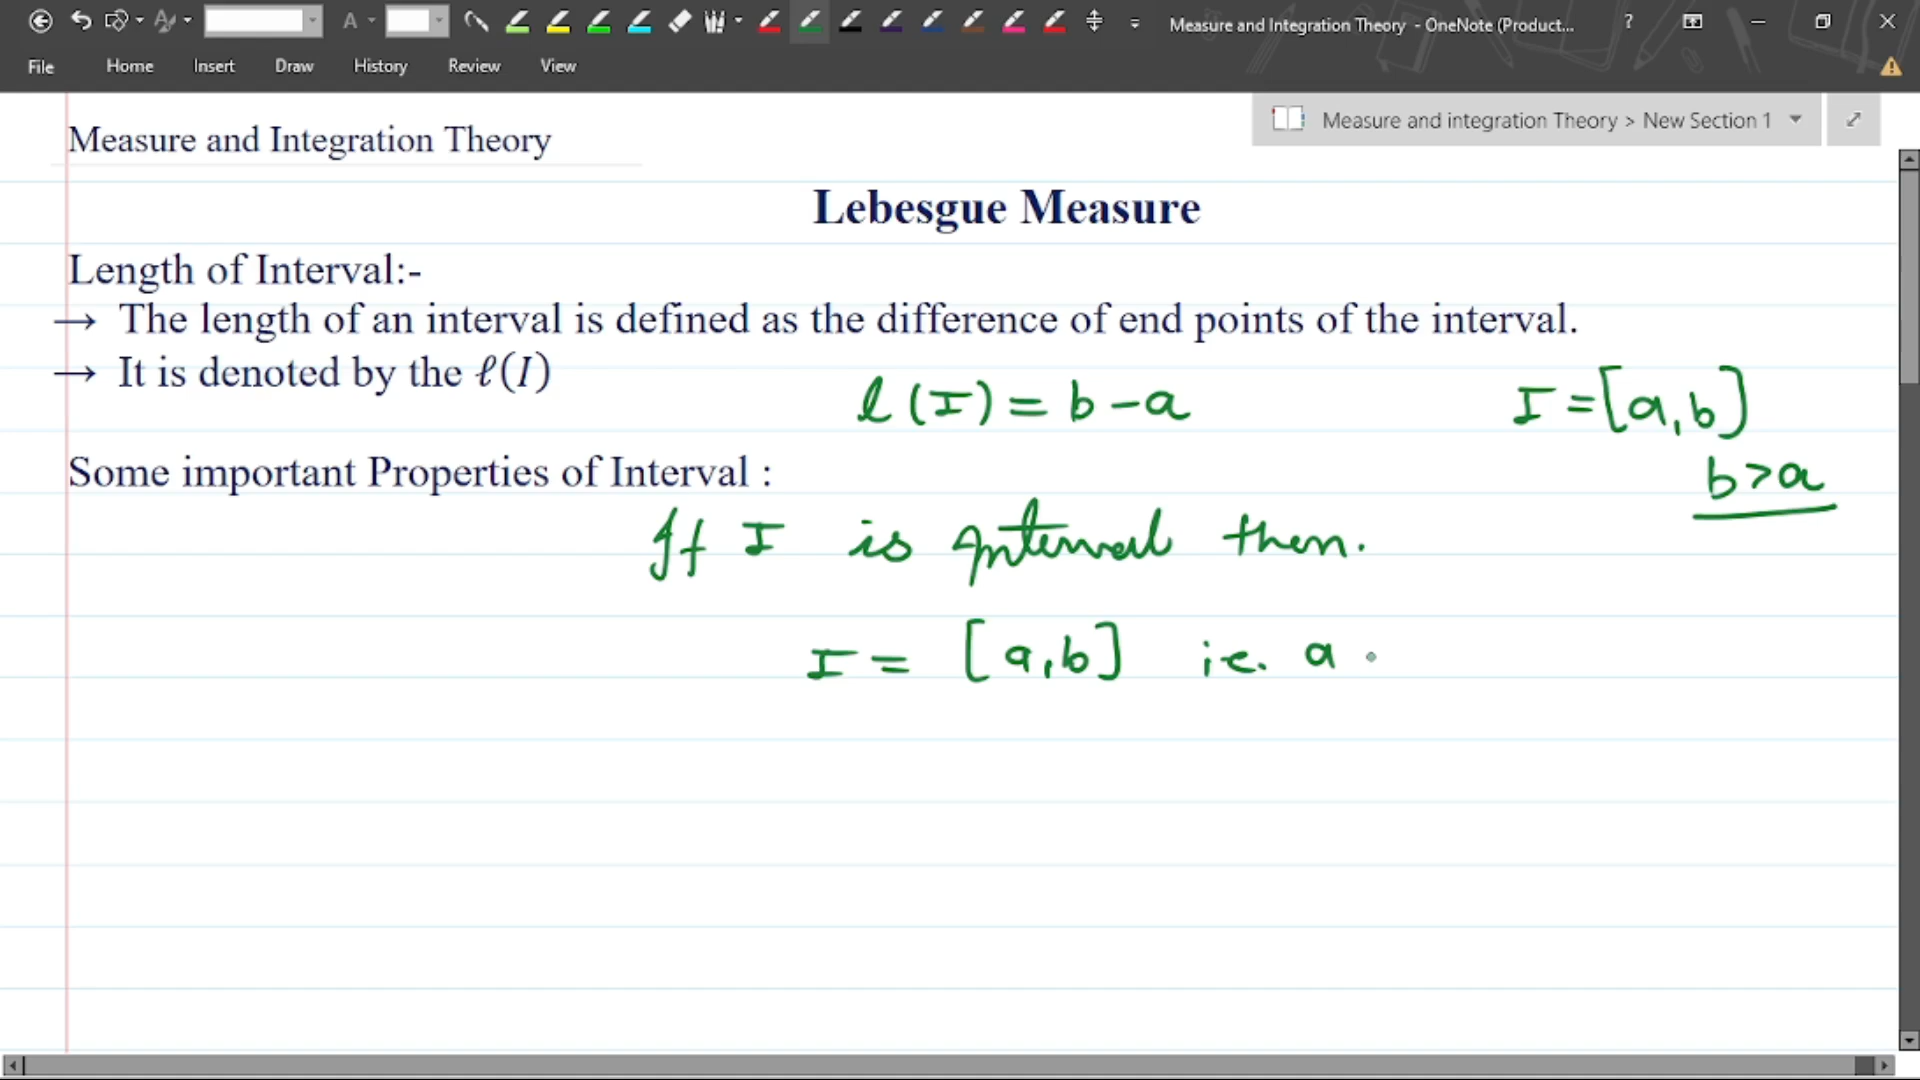 Measure and Integration Theory - OneNote (Product...
?
File Home Insert Draw History Review View
Measure and integration Theory > New Section 1
Measure and Integration Theory
Lebesgue Measure
Length of Interval:-
→ The length of an interval is defined as the difference of end points of the interval.
→ It is denoted by the ℓ(I)
l(I) = b - a
I = [a,b]
b > a
Some important Properties of Interval :
If I is interval then.
I = [a,b] i.e. a